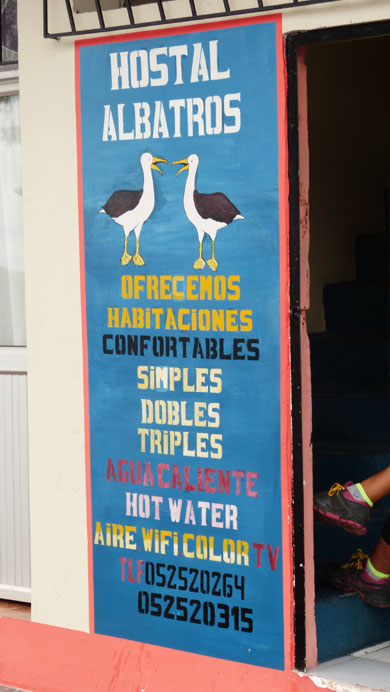 HOSTAL
ALBATROS
OFRECEMOS
HABITACiONES
CONFORTABLES
SiMPLES
DOBLES
TRIPLES
AGUA CALIENTE
HOT WATER
AIRE WIFI COLOR TV
TLF 052520264
052520315